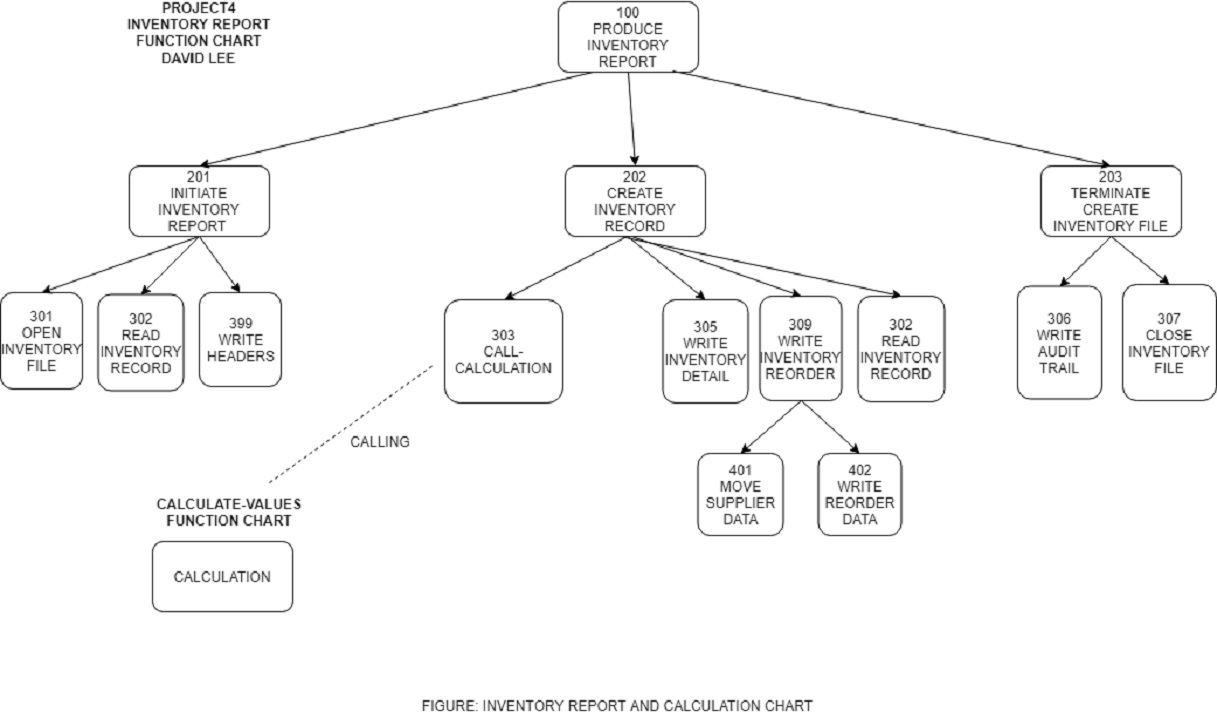 PROJECT4
INVENTORY REPORT
FUNCTION CHART
DAVID LEE
100
PRODUCE
INVENTORY
REPORT
201
INITIATE
INVENTORY
REPORT
202
CREATE
INVENTORY
RECORD
203
TERMINATE
CREATE
INVENTORY FILE
301
OPEN
INVENTORY
FILE
302
READ
INVENTORY
RECORD
399
WRITE
HEADERS
303
CALL-
CALCULATION
305
WRITE
INVENTORY
DETAIL
309
WRITE
INVENTORY
REORDER
302
READ
INVENTORY
RECORD
306
WRITE
AUDIT
TRAIL
307
CLOSE
INVENTORY
FILE
CALLING
401
MOVE
SUPPLIER
DATA
402
WRITE
REORDER
DATA
CALCULATE-VALUES
FUNCTION CHART
CALCULATION
FIGURE: INVENTORY REPORT AND CALCULATION CHART